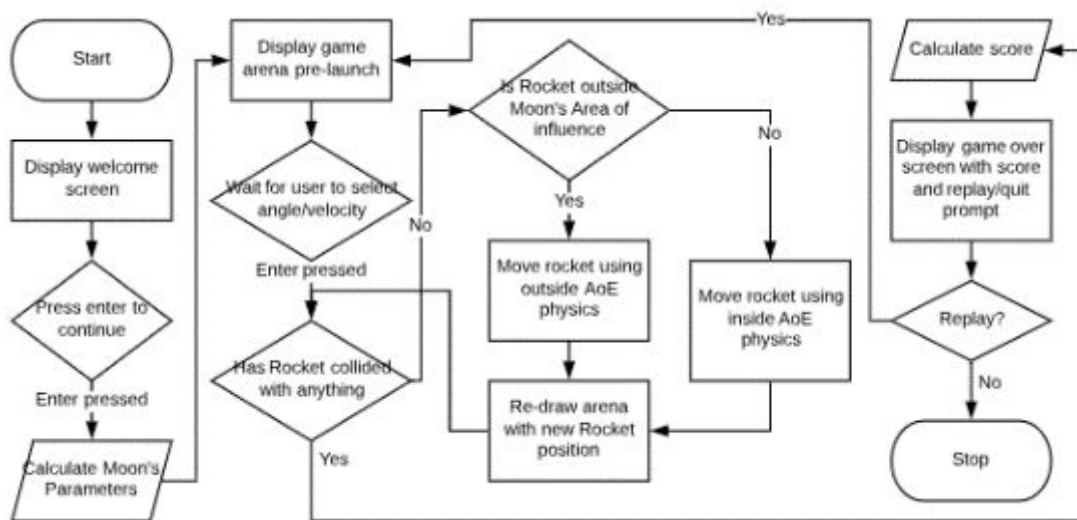 Start
Display welcome
screen
Press enter to
continue
Enter pressed
Calculate Moon's
Parameters
Display game
arena pre-launch
Wait for user to select
angle/velocity
Enter pressed
Has Rocket collided
with anything
No
Yes
Is Rocket outside
Moon's Area of
influence
Yes
No
Move rocket using
outside AoE
physics
Move rocket using
inside AoE
physics
Re-draw arena
with new Rocket
position
Calculate score
Display game over
screen with score
and replay/quit
prompt
Replay?
Yes
No
Stop